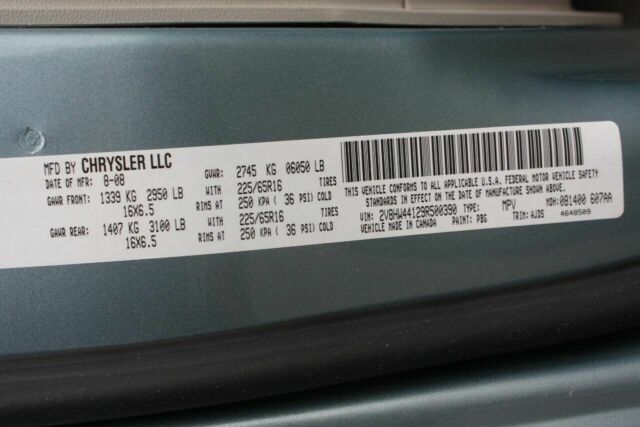 MFD BY CHRYSLER LLC
DATE OF MFR: 8-08 GVWR: 2745 KG 06050 LB
GAWR FRONT: 1339 KG 2950 LB WITH 225/65R16 TIRES
16X6.5 RIMS AT 250 KPA ( 36 PSI) COLD
GAWR REAR: 1407 KG 3100 LB WITH 225/65R16 TIRES
16X6.5 RIMS AT 250 KPA ( 36 PSI) COLD
THIS VEHICLE CONFORMS TO ALL APPLICABLE U.S.A. FEDERAL MOTOR VEHICLE SAFETY
STANDARDS IN EFFECT ON THE DATE OF MANUFACTURE SHOWN ABOVE.
VIN: 2V8HW44129R500390 TYPE: MPV MDH: 081400 607AA
VEHICLE MADE IN CANADA PAINT: PBG TRIM: AJDS 4648509